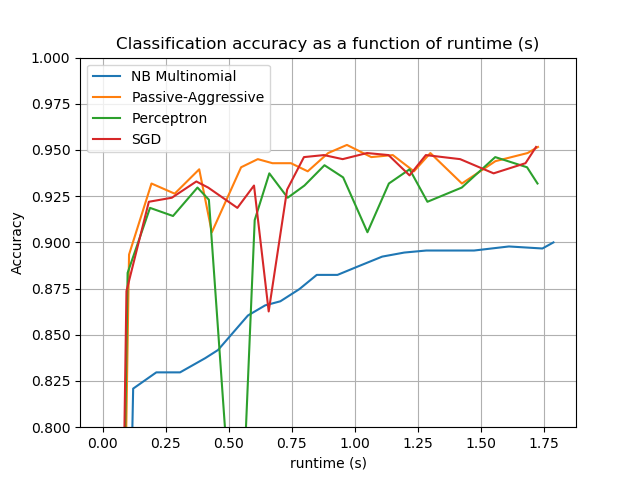 Classification accuracy as a function of runtime (s)
NB Multinomial
Passive-Aggressive
Perceptron
SGD
1.000
0.975
0.950
0.925
0.900
0.875
0.850
0.825
0.800
Accuracy
0.00 0.25 0.50 0.75 1.00 1.25 1.50 1.75
runtime (s)